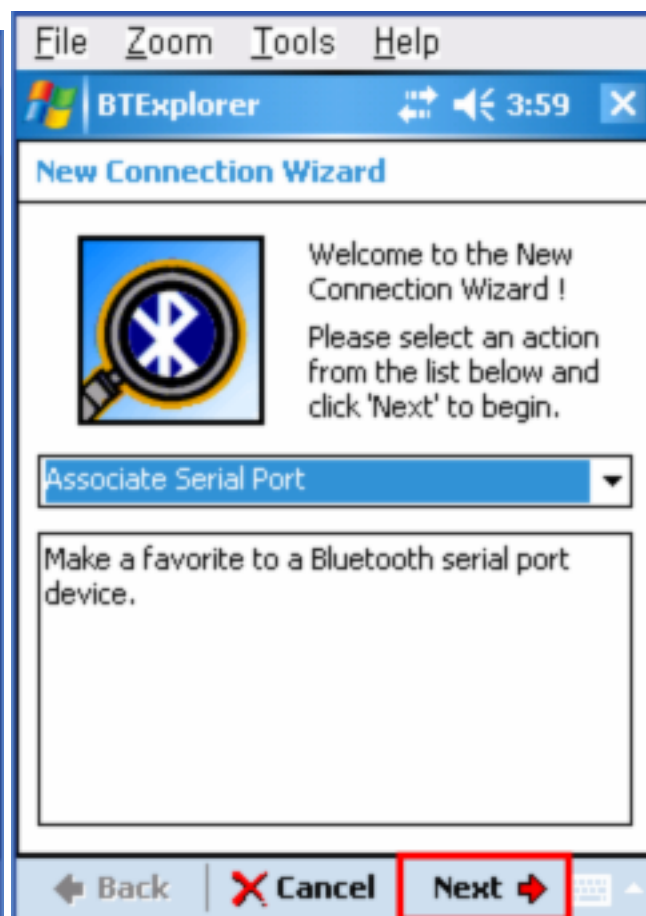 File Zoom Tools Help
BTExplorer 3:59
New Connection Wizard
Welcome to the New
Connection Wizard !
Please select an action
from the list below and
click 'Next' to begin.
Associate Serial Port
Make a favorite to a Bluetooth serial port
device.
Back Cancel Next